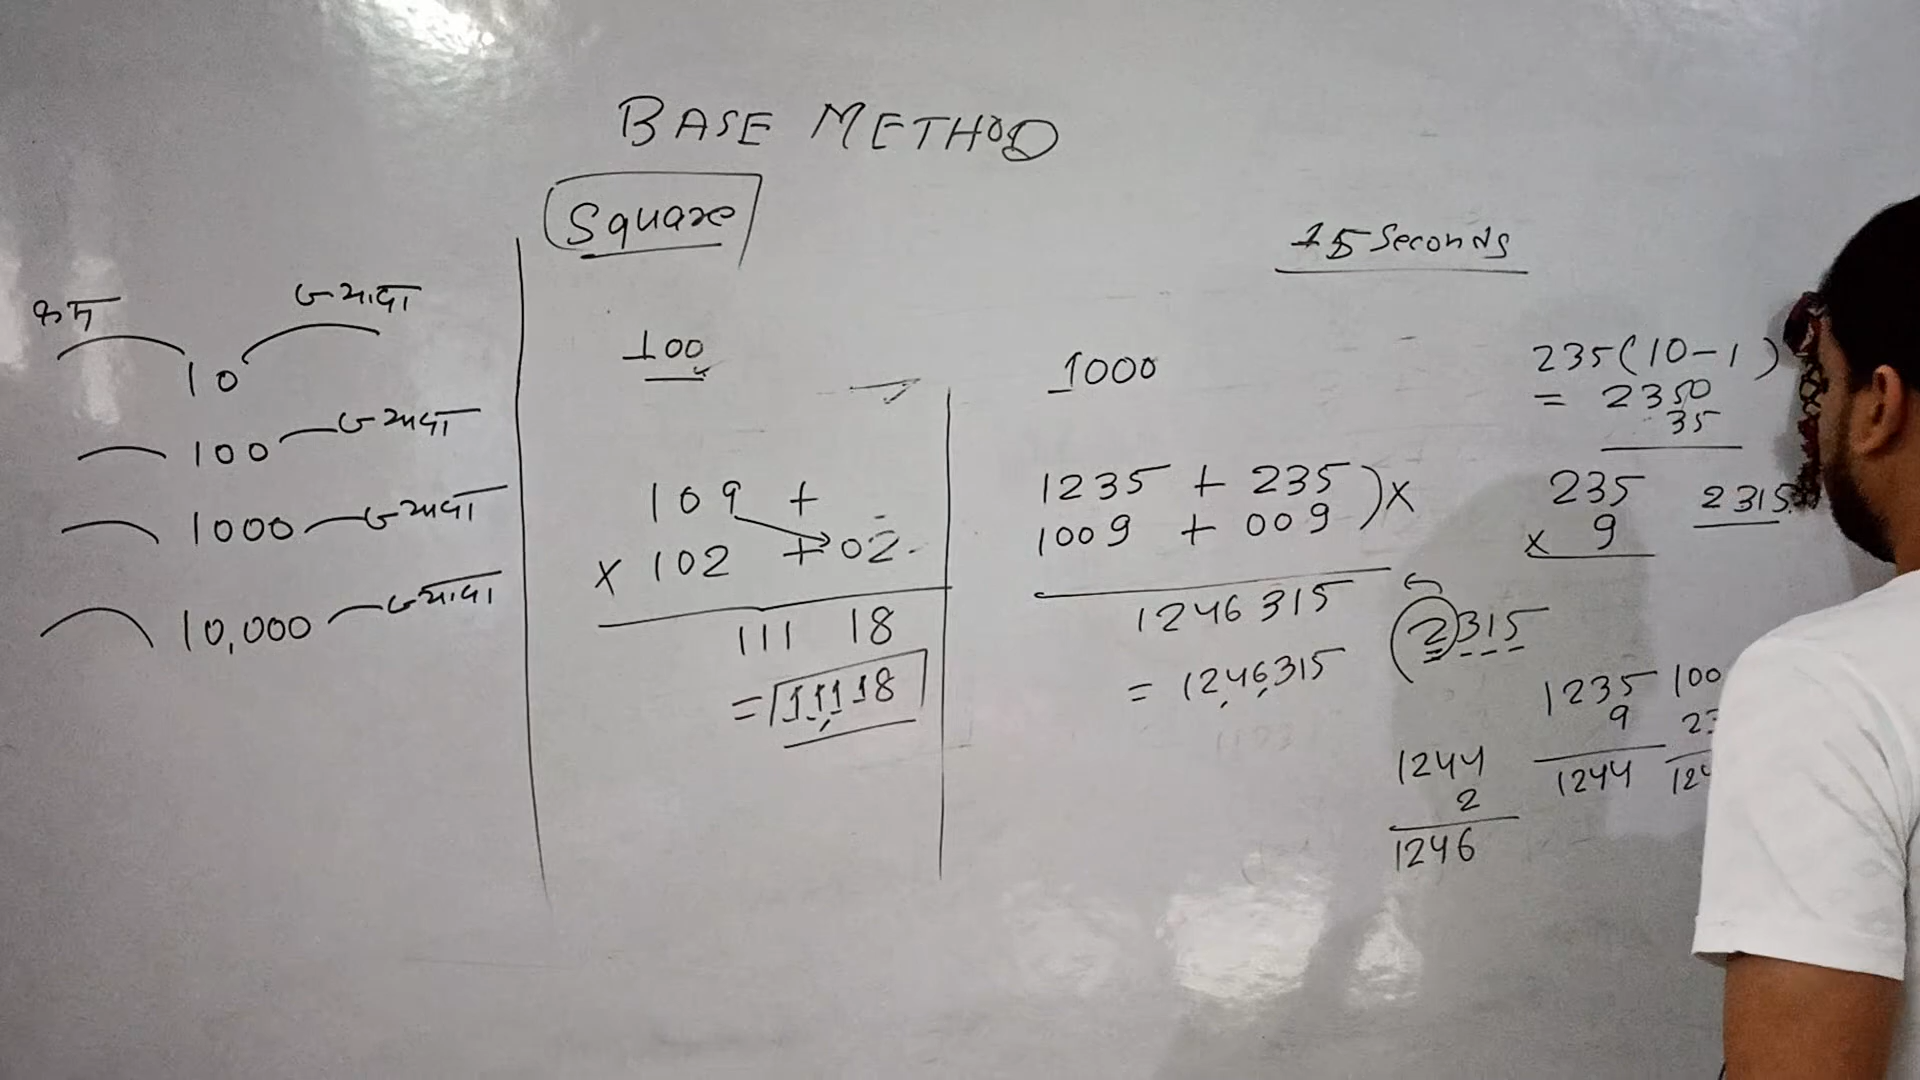 BASE METHOD
Square
15 Seconds
कम ज्यादा
10
100 ज्यादा
1000 ज्यादा
10,000 ज्यादा
100
109 +
× 102 + 02
111 18
= 11118
1000
1235 + 235 ) ×
1009 + 009
1246315
= 1246315
2315
235(10-1)
= 2350
35
235
× 9
2315
1235
9
1244
100
1244
2
1246